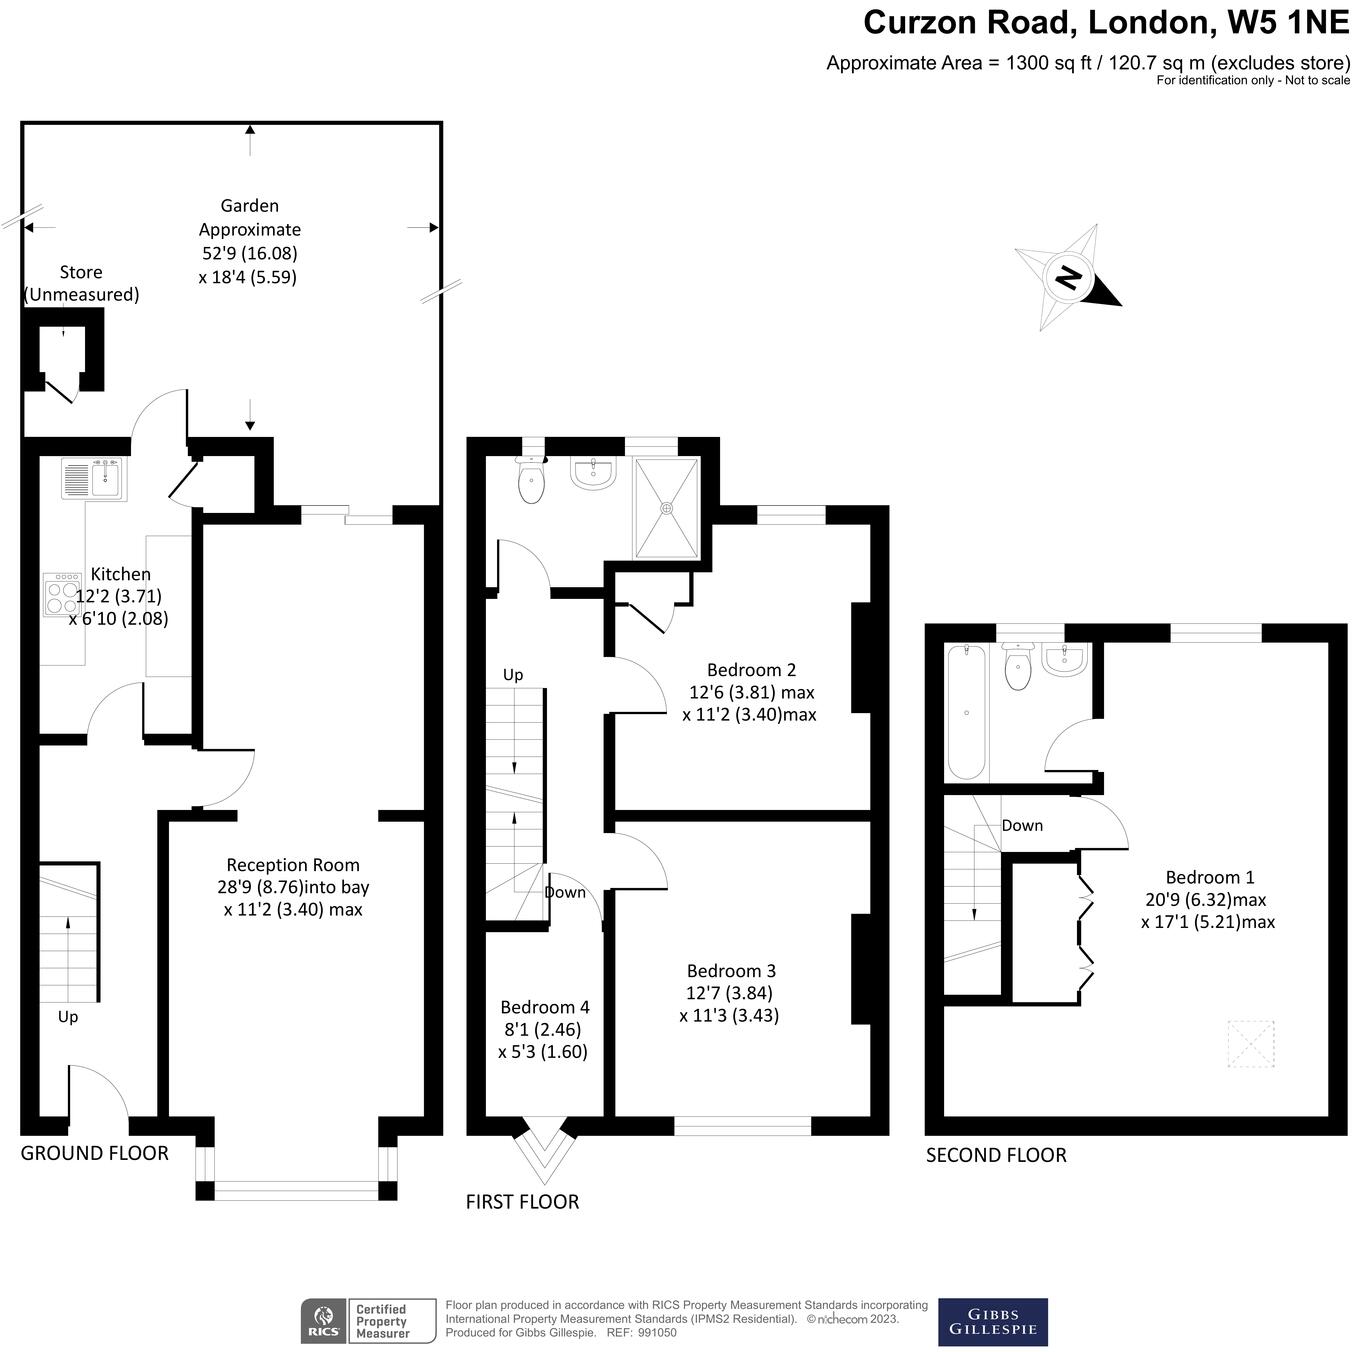 Curzon Road, London, W5 1NE
Approximate Area = 1300 sq ft / 120.7 sq m (excludes store)
For identification only - Not to scale
Garden
Approximate
52'9 (16.08)
x 18'4 (5.59)
Store
(Unmeasured)
N
Kitchen
12'2 (3.71)
x 6'10 (2.08)
Reception Room
28'9 (8.76)into bay
x 11'2 (3.40) max
Up
GROUND FLOOR
Up
Bedroom 2
12'6 (3.81) max
x 11'2 (3.40)max
Down
Bedroom 3
12'7 (3.84)
x 11'3 (3.43)
Bedroom 4
8'1 (2.46)
x 5'3 (1.60)
FIRST FLOOR
Down
Bedroom 1
20'9 (6.32)max
x 17'1 (5.21)max
SECOND FLOOR
RICS
Certified
Property
Measurer
Floor plan produced in accordance with RICS Property Measurement Standards incorporating
International Property Measurement Standards (IPMS2 Residential). © nichecom 2023.
Produced for Gibbs Gillespie. REF: 991050
GIBBS
GILLESPIE